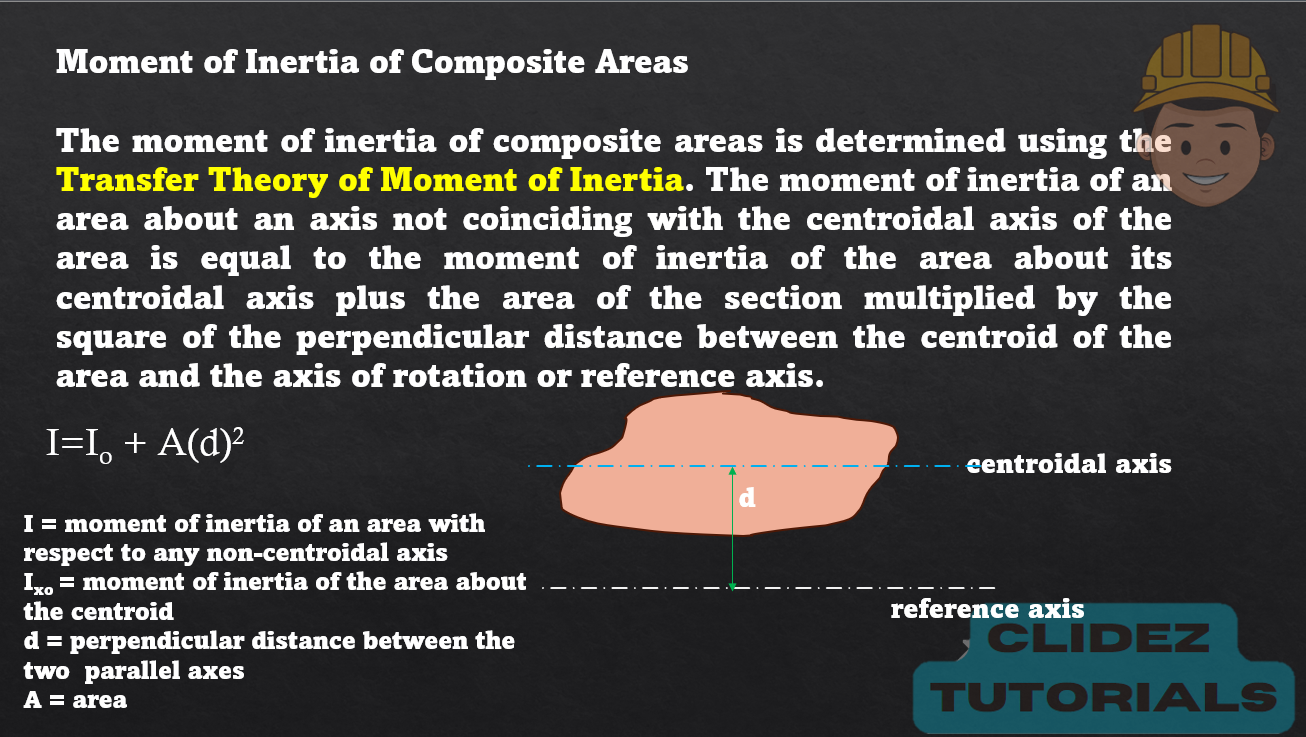 Moment of Inertia of Composite Areas
The moment of inertia of composite areas is determined using the
Transfer Theory of Moment of Inertia. The moment of inertia of an
area about an axis not coinciding with the centroidal axis of the
area is equal to the moment of inertia of the area about its
centroidal axis plus the area of the section multiplied by the
square of the perpendicular distance between the centroid of the
area and the axis of rotation or reference axis.
I=Iₒ + A(d)²
centroidal axis
d
I = moment of inertia of an area with
respect to any non-centroidal axis
Iₓₒ = moment of inertia of the area about
the centroid
d = perpendicular distance between the
two  parallel axes
A = area
reference axis
CLIDEZ
TUTORIALS